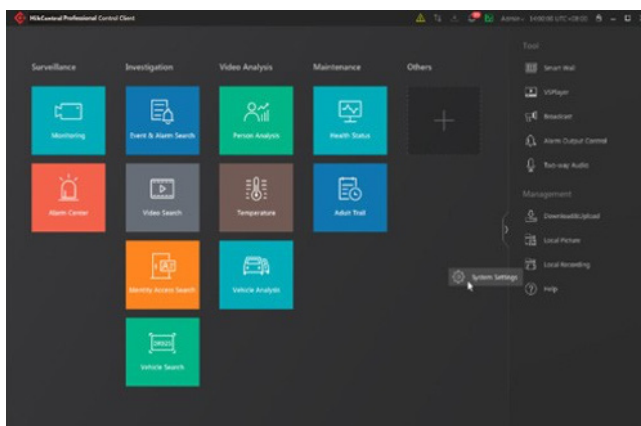 HikCentral Professional Control Client
Admin
Surveillance
Investigation
Video Analysis
Maintenance
Others
Tool
Smart Wall
VSPlayer
Broadcast
Alarm Output Control
Two-way Audio
Management
Download&Upload
Local Picture
Local Recording
Help
Monitoring
Event & Alarm Search
Person Analysis
Health Status
Alarm Center
Video Search
Temperature
Audit Trail
System Settings
Identity Access Search
Vehicle Analysis
Vehicle Search